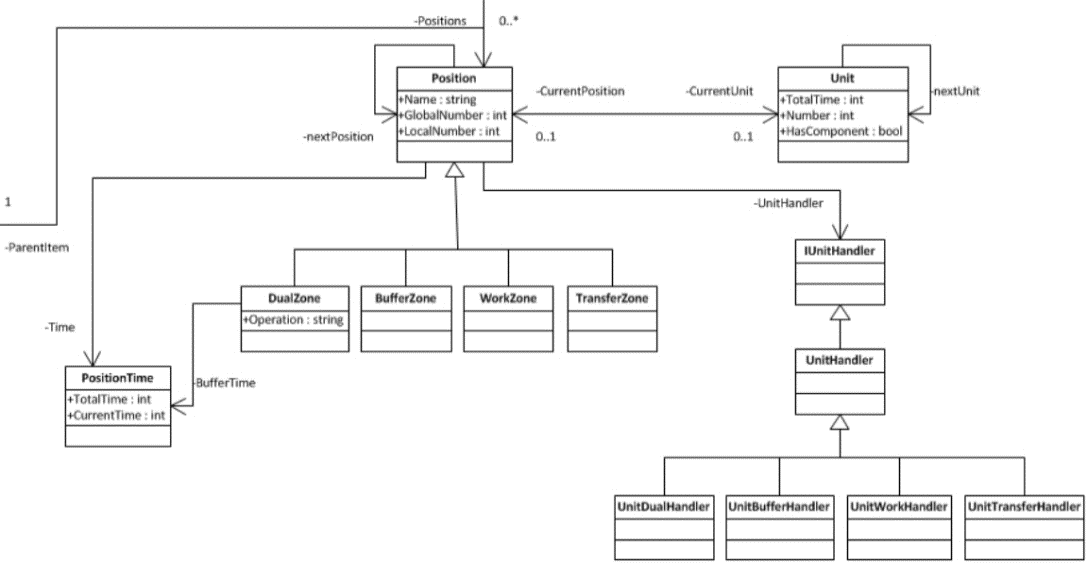 -Positions
0..*
Position
+Name : string
+GlobalNumber : int
+LocalNumber : int
-nextPosition
-CurrentPosition
-CurrentUnit
0..1
0..1
Unit
+TotalTime : int
+Number : int
+HasComponent : bool
-nextUnit
1
-ParentItem
-UnitHandler
IUnitHandler
DualZone
+Operation : string
BufferZone
WorkZone
TransferZone
-Time
-BufferTime
PositionTime
+TotalTime : int
+CurrentTime : int
UnitHandler
UnitDualHandler
UnitBufferHandler
UnitWorkHandler
UnitTransferHandler